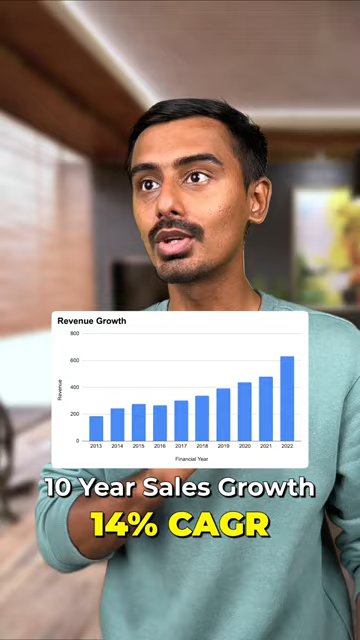 Revenue Growth
800
600
400
200
0
Revenue
2013 2014 2015 2016 2017 2018 2019 2020 2021 2022
Financial Year
10 Year Sales Growth
14% CAGR